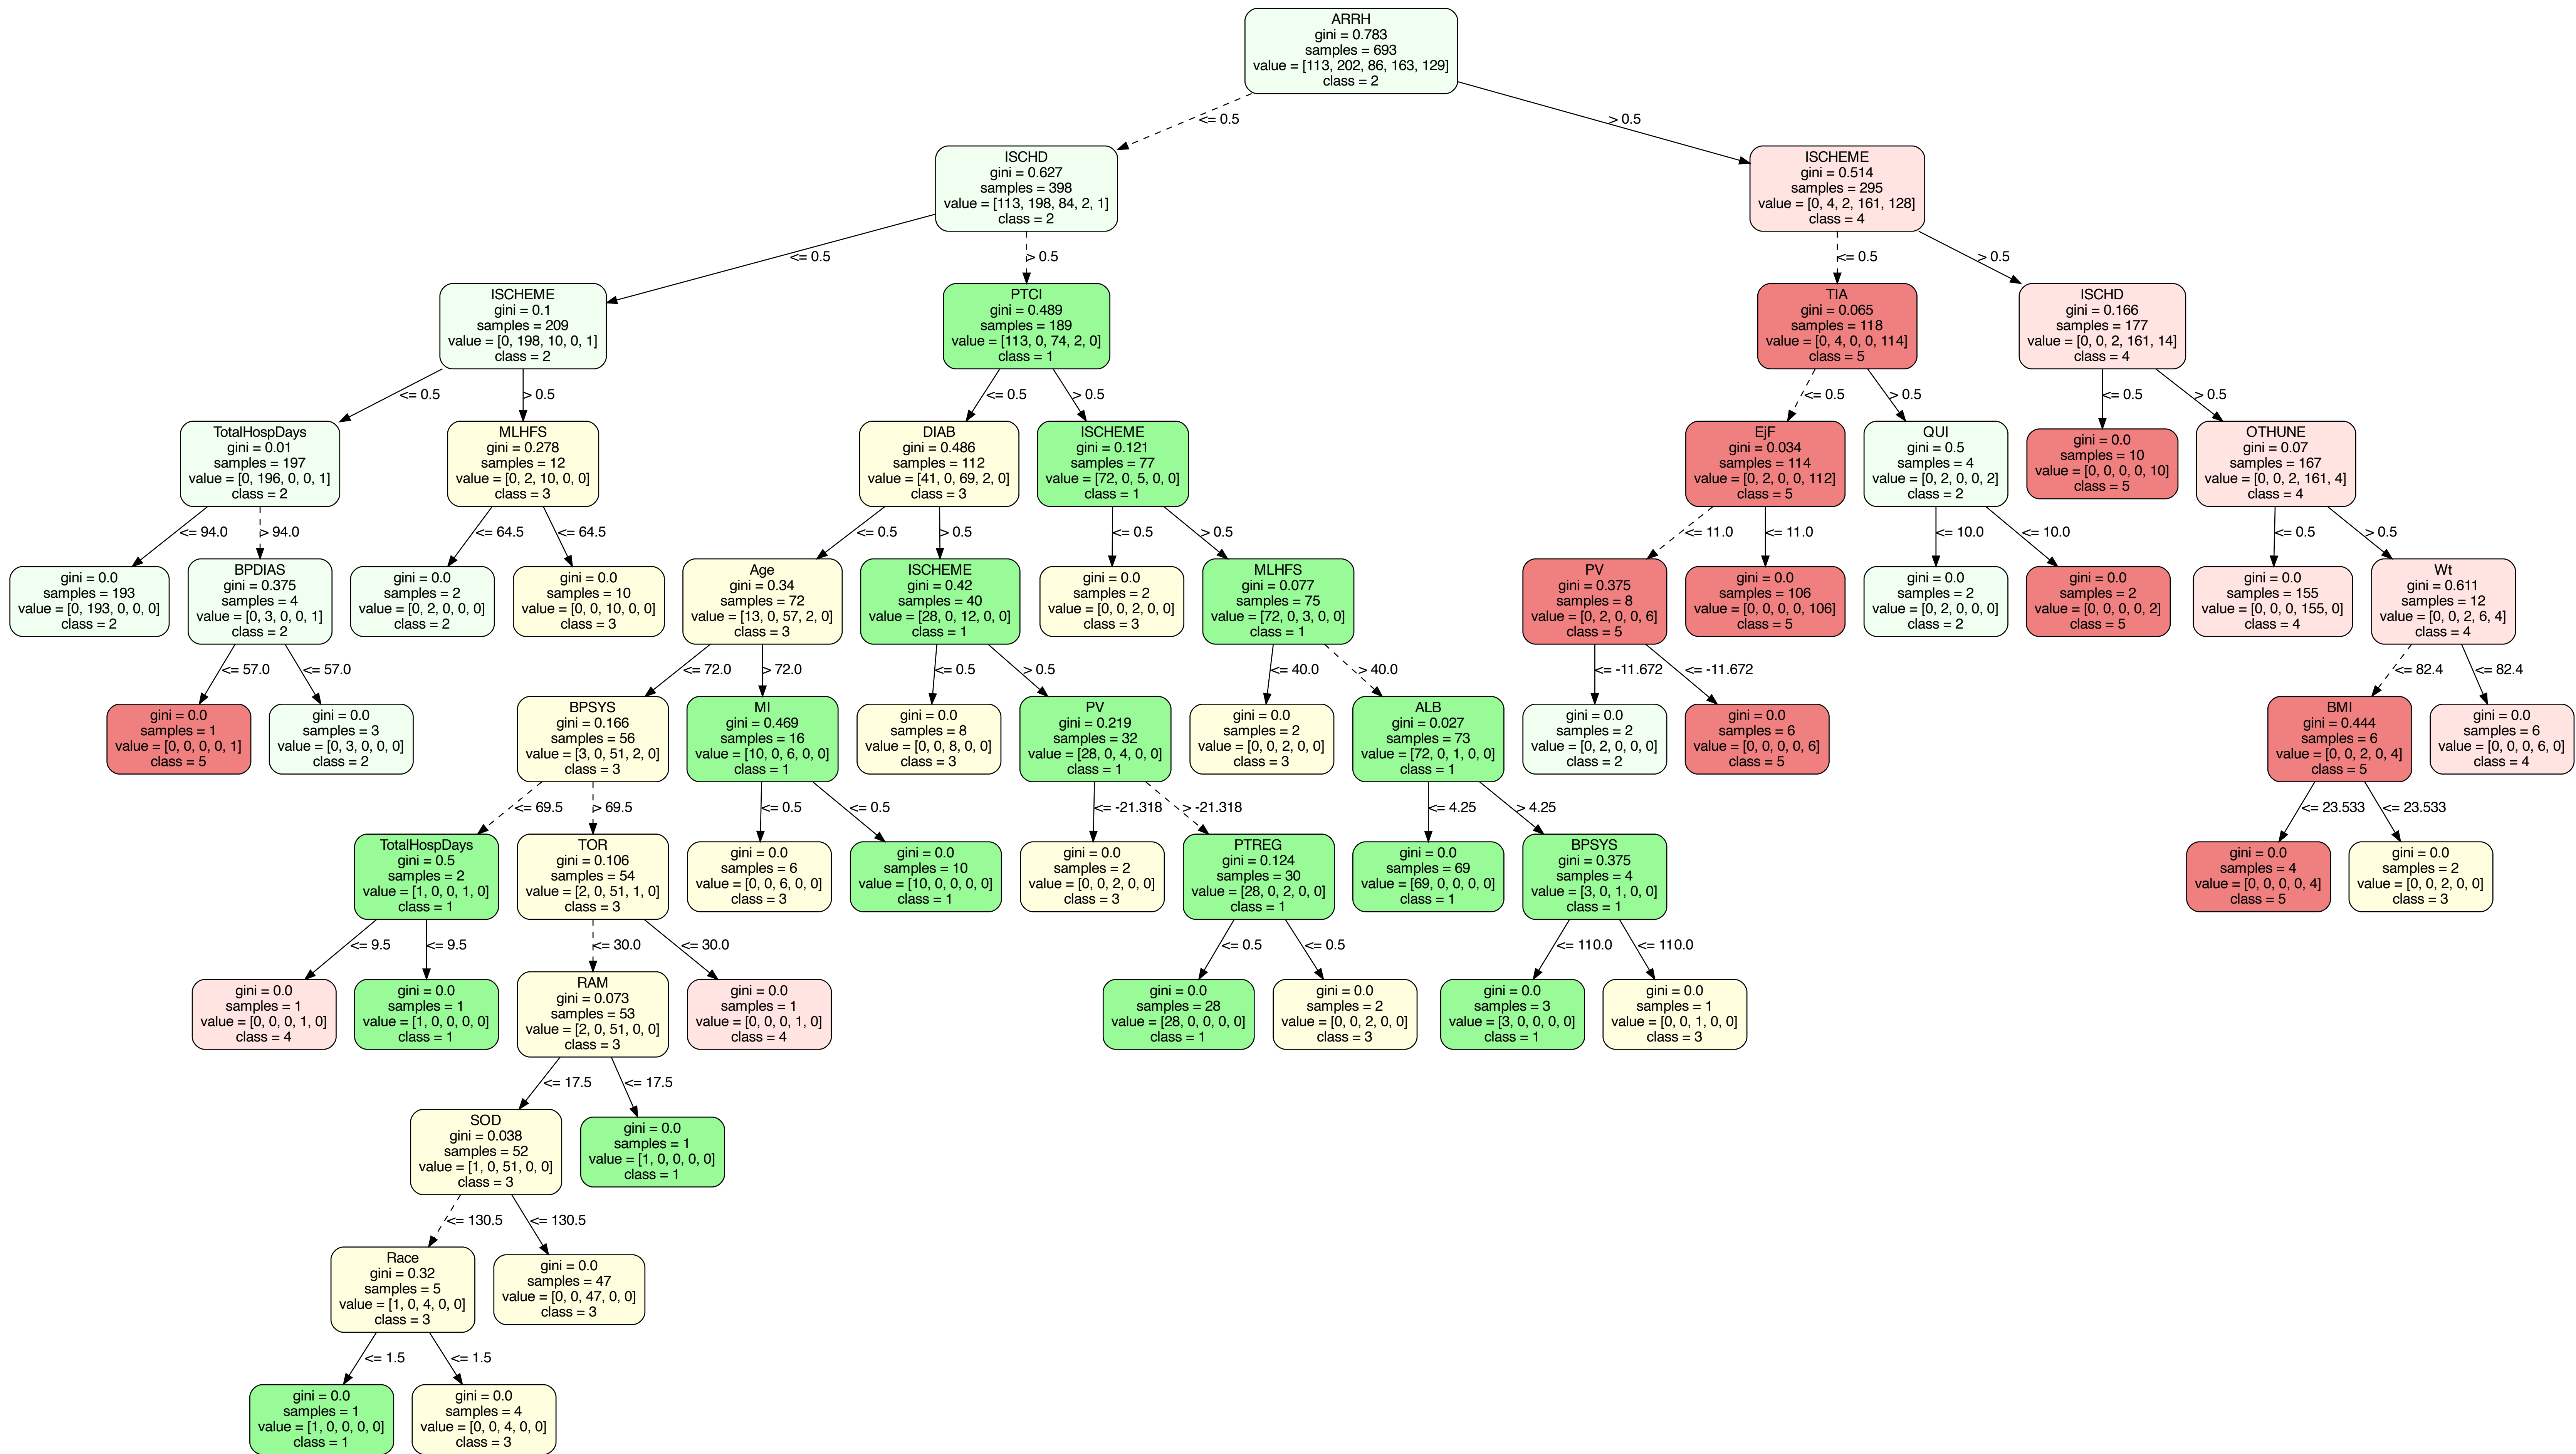 ARRH
gini = 0.783
samples = 693
value = [113, 202, 86, 163, 129]
class = 2
<= 0.5
> 0.5
ISCHD
gini = 0.627
samples = 398
value = [113, 198, 84, 2, 1]
class = 2
ISCHEME
gini = 0.514
samples = 295
value = [0, 4, 2, 161, 128]
class = 4
<= 0.5
> 0.5
<= 0.5
> 0.5
ISCHEME
gini = 0.1
samples = 209
value = [0, 198, 10, 0, 1]
class = 2
PTCI
gini = 0.489
samples = 189
value = [113, 0, 74, 2, 0]
class = 1
TIA
gini = 0.065
samples = 118
value = [0, 4, 0, 0, 114]
class = 5
ISCHD
gini = 0.166
samples = 177
value = [0, 0, 2, 161, 14]
class = 4
<= 0.5
> 0.5
<= 0.5
> 0.5
<= 0.5
> 0.5
<= 0.5
> 0.5
TotalHospDays
gini = 0.01
samples = 197
value = [0, 196, 0, 0, 1]
class = 2
MLHFS
gini = 0.278
samples = 12
value = [0, 2, 10, 0, 0]
class = 3
DIAB
gini = 0.486
samples = 112
value = [41, 0, 69, 2, 0]
class = 3
ISCHEME
gini = 0.121
samples = 77
value = [72, 0, 5, 0, 0]
class = 1
EjF
gini = 0.034
samples = 114
value = [0, 2, 0, 0, 112]
class = 5
QUI
gini = 0.5
samples = 4
value = [0, 2, 0, 0, 2]
class = 2
gini = 0.0
samples = 10
value = [0, 0, 0, 0, 10]
class = 5
OTHUNE
gini = 0.07
samples = 167
value = [0, 0, 2, 161, 4]
class = 4
<= 94.0
> 94.0
<= 64.5
<= 64.5
<= 0.5
> 0.5
<= 0.5
> 0.5
<= 11.0
<= 11.0
<= 10.0
<= 10.0
<= 0.5
> 0.5
gini = 0.0
samples = 193
value = [0, 193, 0, 0, 0]
class = 2
BPDIAS
gini = 0.375
samples = 4
value = [0, 3, 0, 0, 1]
class = 2
gini = 0.0
samples = 2
value = [0, 2, 0, 0, 0]
class = 2
gini = 0.0
samples = 10
value = [0, 0, 10, 0, 0]
class = 3
Age
gini = 0.34
samples = 72
value = [13, 0, 57, 2, 0]
class = 3
ISCHEME
gini = 0.42
samples = 40
value = [28, 0, 12, 0, 0]
class = 1
gini = 0.0
samples = 2
value = [0, 0, 2, 0, 0]
class = 3
MLHFS
gini = 0.077
samples = 75
value = [72, 0, 3, 0, 0]
class = 1
PV
gini = 0.375
samples = 8
value = [0, 2, 0, 0, 6]
class = 5
gini = 0.0
samples = 106
value = [0, 0, 0, 0, 106]
class = 5
gini = 0.0
samples = 2
value = [0, 2, 0, 0, 0]
class = 2
gini = 0.0
samples = 2
value = [0, 0, 0, 0, 2]
class = 5
gini = 0.0
samples = 155
value = [0, 0, 0, 155, 0]
class = 4
Wt
gini = 0.611
samples = 12
value = [0, 0, 2, 6, 4]
class = 4
<= 57.0
<= 57.0
<= 72.0
> 72.0
<= 0.5
> 0.5
<= 40.0
> 40.0
<= -11.672
<= -11.672
<= 82.4
<= 82.4
gini = 0.0
samples = 1
value = [0, 0, 0, 0, 1]
class = 5
gini = 0.0
samples = 3
value = [0, 3, 0, 0, 0]
class = 2
BPSYS
gini = 0.166
samples = 56
value = [3, 0, 51, 2, 0]
class = 3
MI
gini = 0.469
samples = 16
value = [10, 0, 6, 0, 0]
class = 1
gini = 0.0
samples = 8
value = [0, 0, 8, 0, 0]
class = 3
PV
gini = 0.219
samples = 32
value = [28, 0, 4, 0, 0]
class = 1
gini = 0.0
samples = 2
value = [0, 0, 2, 0, 0]
class = 3
ALB
gini = 0.027
samples = 73
value = [72, 0, 1, 0, 0]
class = 1
gini = 0.0
samples = 2
value = [0, 2, 0, 0, 0]
class = 2
gini = 0.0
samples = 6
value = [0, 0, 0, 0, 6]
class = 5
BMI
gini = 0.444
samples = 6
value = [0, 0, 2, 0, 4]
class = 5
gini = 0.0
samples = 6
value = [0, 0, 0, 6, 0]
class = 4
<= 69.5
> 69.5
<= 0.5
<= 0.5
<= -21.318
> -21.318
<= 4.25
> 4.25
<= 23.533
<= 23.533
TotalHospDays
gini = 0.5
samples = 2
value = [1, 0, 0, 1, 0]
class = 1
TOR
gini = 0.106
samples = 54
value = [2, 0, 51, 1, 0]
class = 3
gini = 0.0
samples = 6
value = [0, 0, 6, 0, 0]
class = 3
gini = 0.0
samples = 10
value = [10, 0, 0, 0, 0]
class = 1
gini = 0.0
samples = 2
value = [0, 0, 2, 0, 0]
class = 3
PTREG
gini = 0.124
samples = 30
value = [28, 0, 2, 0, 0]
class = 1
gini = 0.0
samples = 69
value = [69, 0, 0, 0, 0]
class = 1
BPSYS
gini = 0.375
samples = 4
value = [3, 0, 1, 0, 0]
class = 1
gini = 0.0
samples = 4
value = [0, 0, 0, 0, 4]
class = 5
gini = 0.0
samples = 2
value = [0, 0, 2, 0, 0]
class = 3
<= 9.5
<= 9.5
<= 30.0
<= 30.0
<= 0.5
<= 0.5
<= 110.0
<= 110.0
gini = 0.0
samples = 1
value = [0, 0, 0, 1, 0]
class = 4
gini = 0.0
samples = 1
value = [1, 0, 0, 0, 0]
class = 1
RAM
gini = 0.073
samples = 53
value = [2, 0, 51, 0, 0]
class = 3
gini = 0.0
samples = 1
value = [0, 0, 0, 1, 0]
class = 4
gini = 0.0
samples = 28
value = [28, 0, 0, 0, 0]
class = 1
gini = 0.0
samples = 2
value = [0, 0, 2, 0, 0]
class = 3
gini = 0.0
samples = 3
value = [3, 0, 0, 0, 0]
class = 1
gini = 0.0
samples = 1
value = [0, 0, 1, 0, 0]
class = 3
<= 17.5
<= 17.5
SOD
gini = 0.038
samples = 52
value = [1, 0, 51, 0, 0]
class = 3
gini = 0.0
samples = 1
value = [1, 0, 0, 0, 0]
class = 1
<= 130.5
<= 130.5
Race
gini = 0.32
samples = 5
value = [1, 0, 4, 0, 0]
class = 3
gini = 0.0
samples = 47
value = [0, 0, 47, 0, 0]
class = 3
<= 1.5
<= 1.5
gini = 0.0
samples = 1
value = [1, 0, 0, 0, 0]
class = 1
gini = 0.0
samples = 4
value = [0, 0, 4, 0, 0]
class = 3